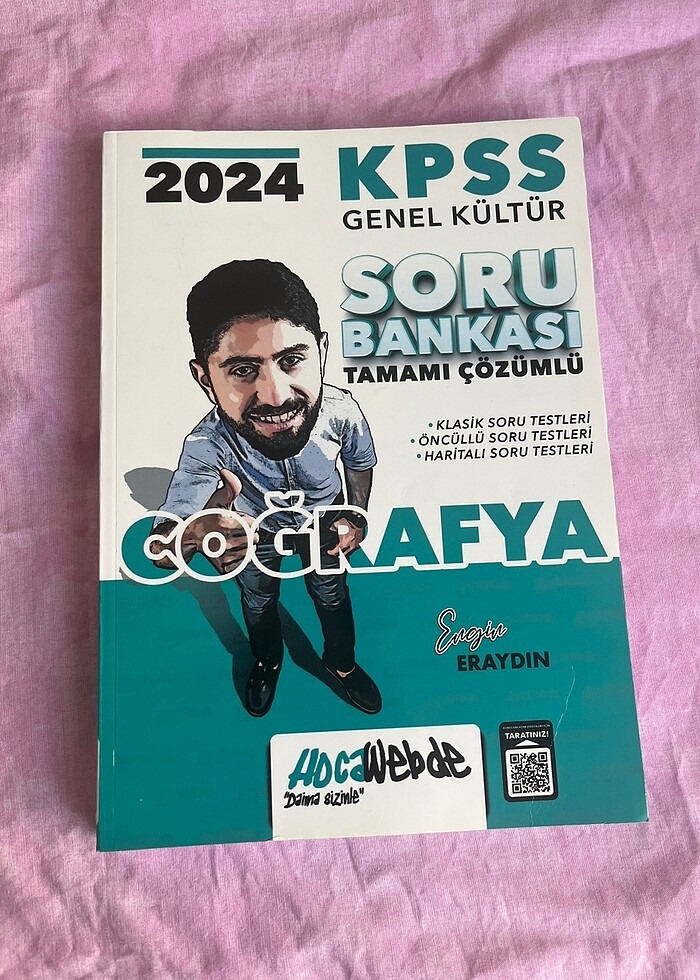 2024
KPSS
GENEL KÜLTÜR
SORU
BANKASI
TAMAMI ÇÖZÜMLÜ
• KLASİK SORU TESTLERİ
• ÖNCÜLLÜ SORU TESTLERİ
• HARİTALI SORU TESTLERİ
COĞRAFYA
Engin
ERAYDIN
HocaWebde
"Daima sizinle"
TARATINIZ!